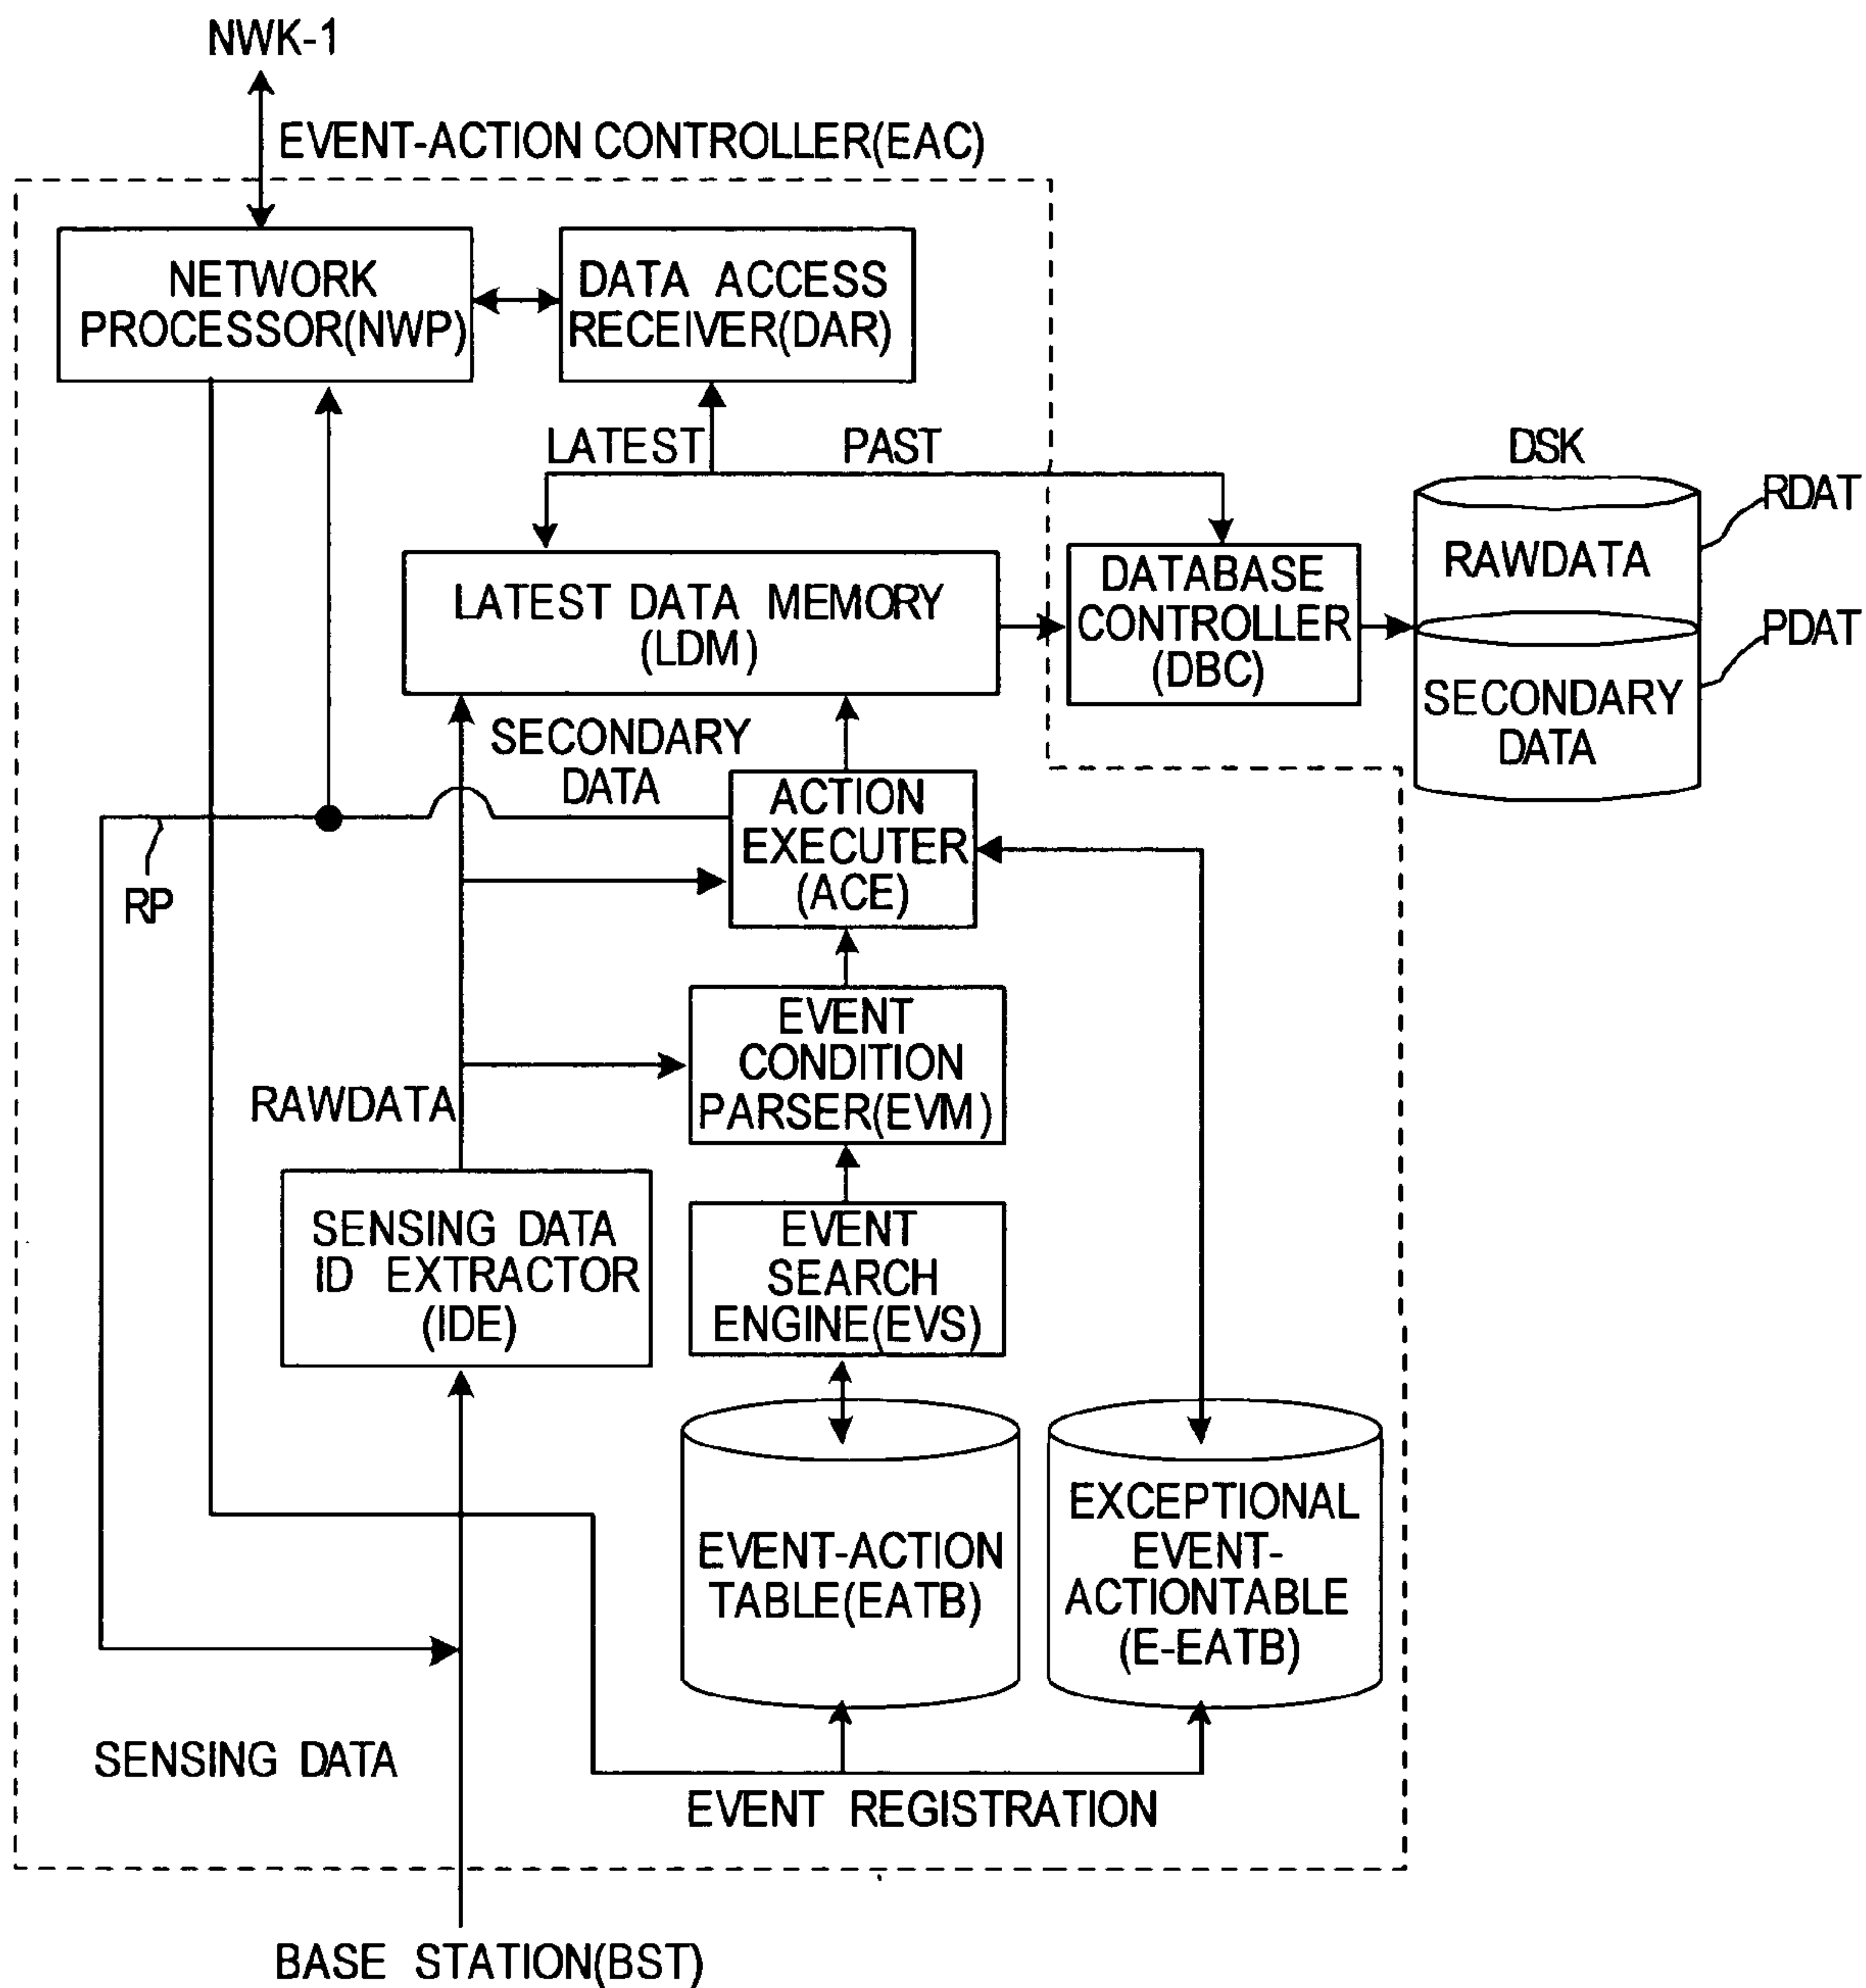 NWK-1
EVENT-ACTION CONTROLLER(EAC)
NETWORK
PROCESSOR(NWP)
DATA ACCESS
RECEIVER(DAR)
LATEST
PAST
DSK
RDAT
RAWDATA
LATEST DATA MEMORY
(LDM)
DATABASE
CONTROLLER
(DBC)
PDAT
SECONDARY
DATA
SECONDARY
DATA
ACTION
EXECUTER
(ACE)
RP
EVENT
CONDITION
PARSER(EVM)
RAWDATA
SENSING DATA
ID EXTRACTOR
(IDE)
EVENT
SEARCH
ENGINE(EVS)
EVENT-ACTION
TABLE(EATB)
EXCEPTIONAL
EVENT-
ACTIONTABLE
(E-EATB)
SENSING DATA
EVENT REGISTRATION
BASE STATION(BST)